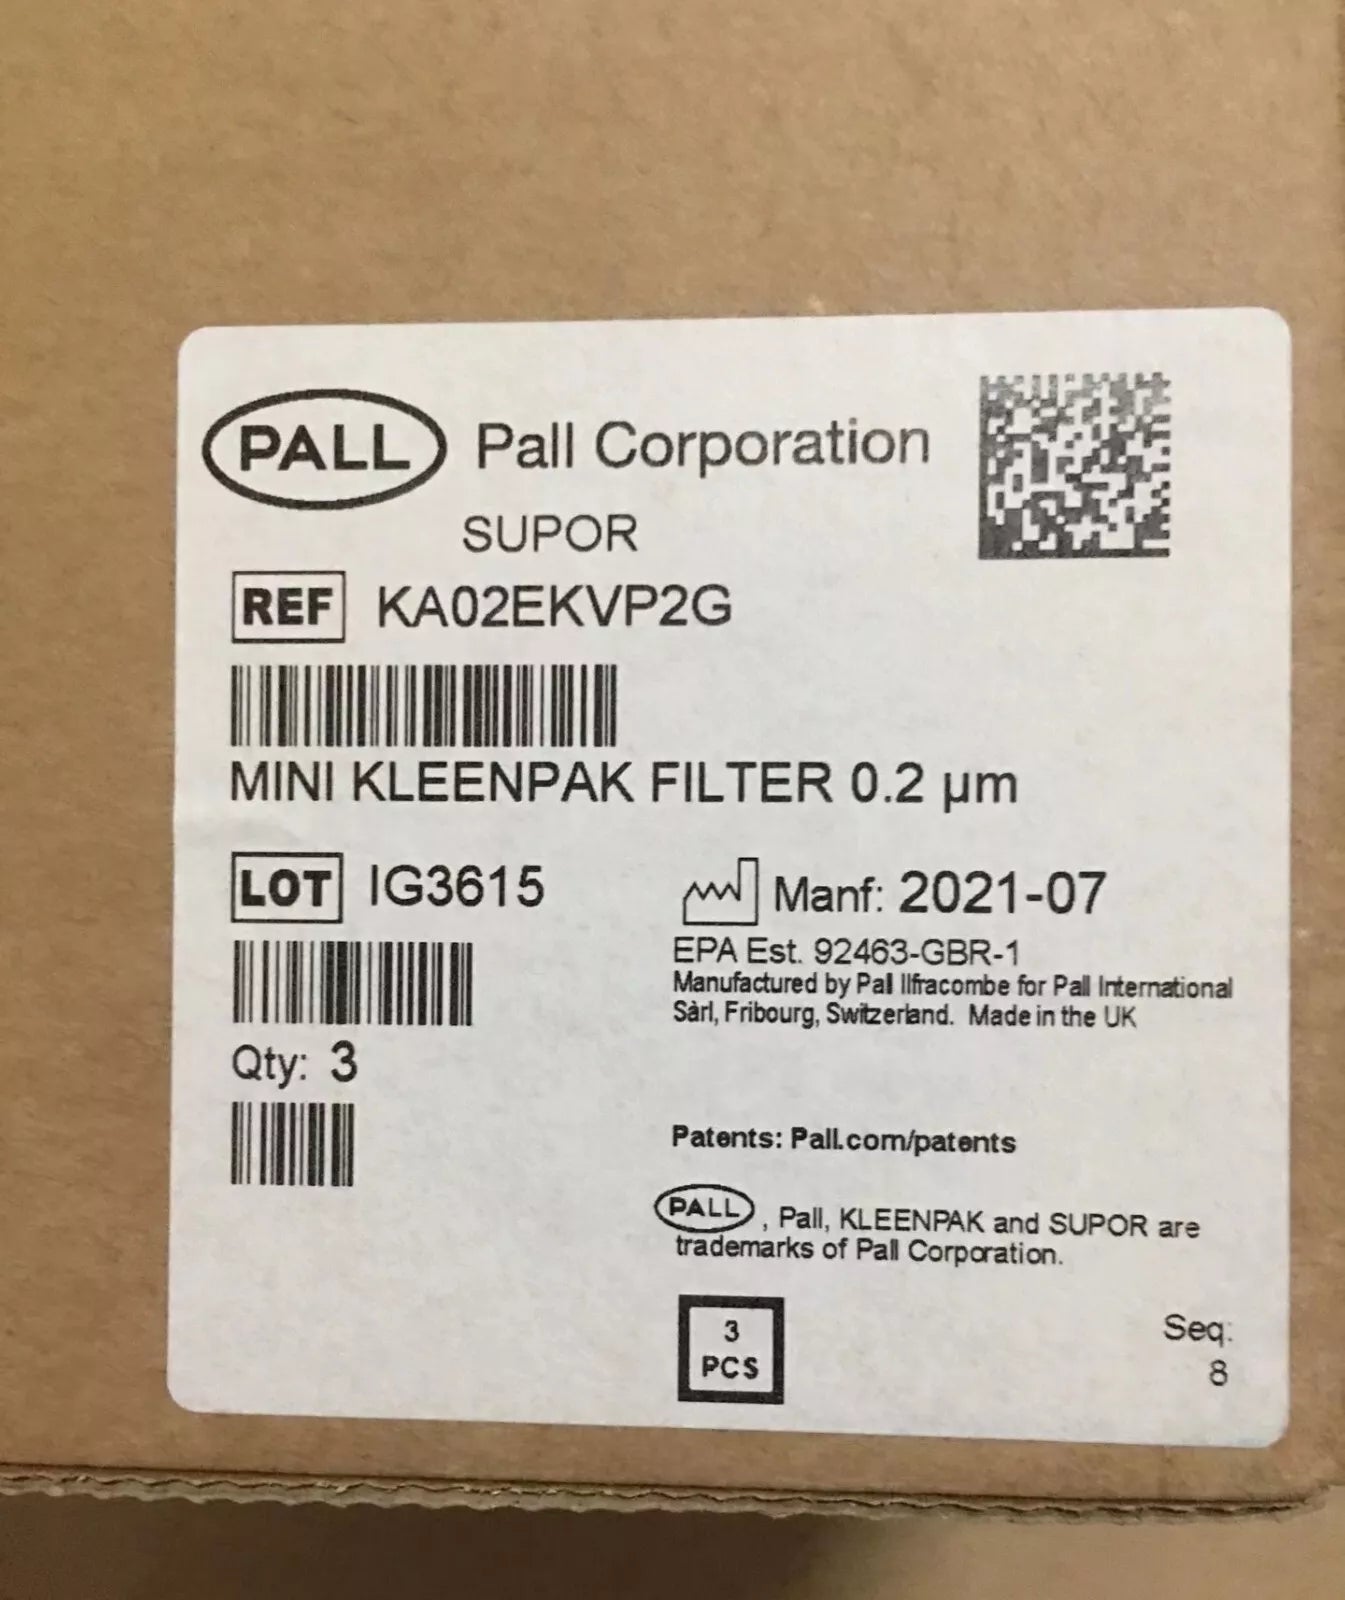 PALL Pall Corporation
SUPOR
REF KA02EKVP2G
MINI KLEENPAK FILTER 0.2 µm
LOT IG3615
Manf: 2021-07
EPA Est. 92463-GBR-1
Manufactured by Pall Ilfracombe for Pall International
Sàrl, Fribourg, Switzerland. Made in the UK
Qty: 3
Patents: Pall.com/patents
PALL, Pall, KLEENPAK and SUPOR are
trademarks of Pall Corporation.
3
PCS
Seq:
8